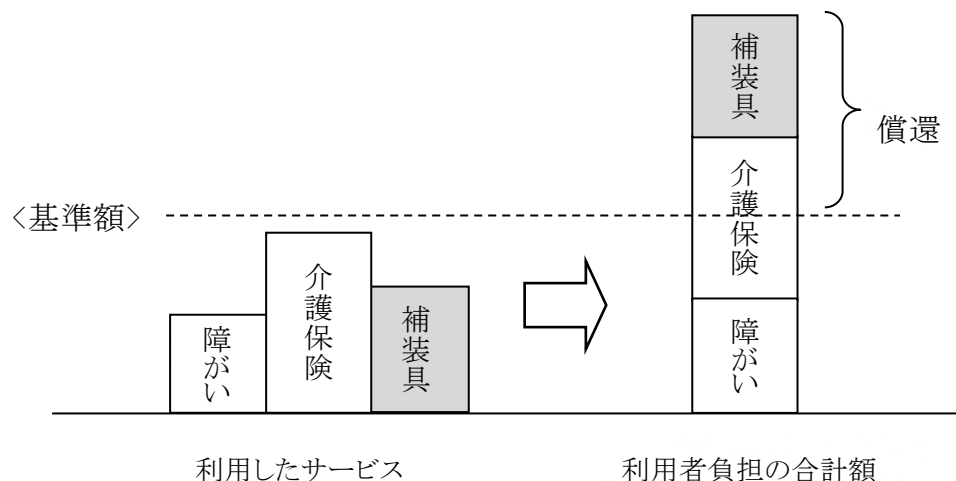 補装具
償還
介護保険
〈基準額〉
障がい
介護保険
補装具
障がい
利用したサービス
利用者負担の合計額